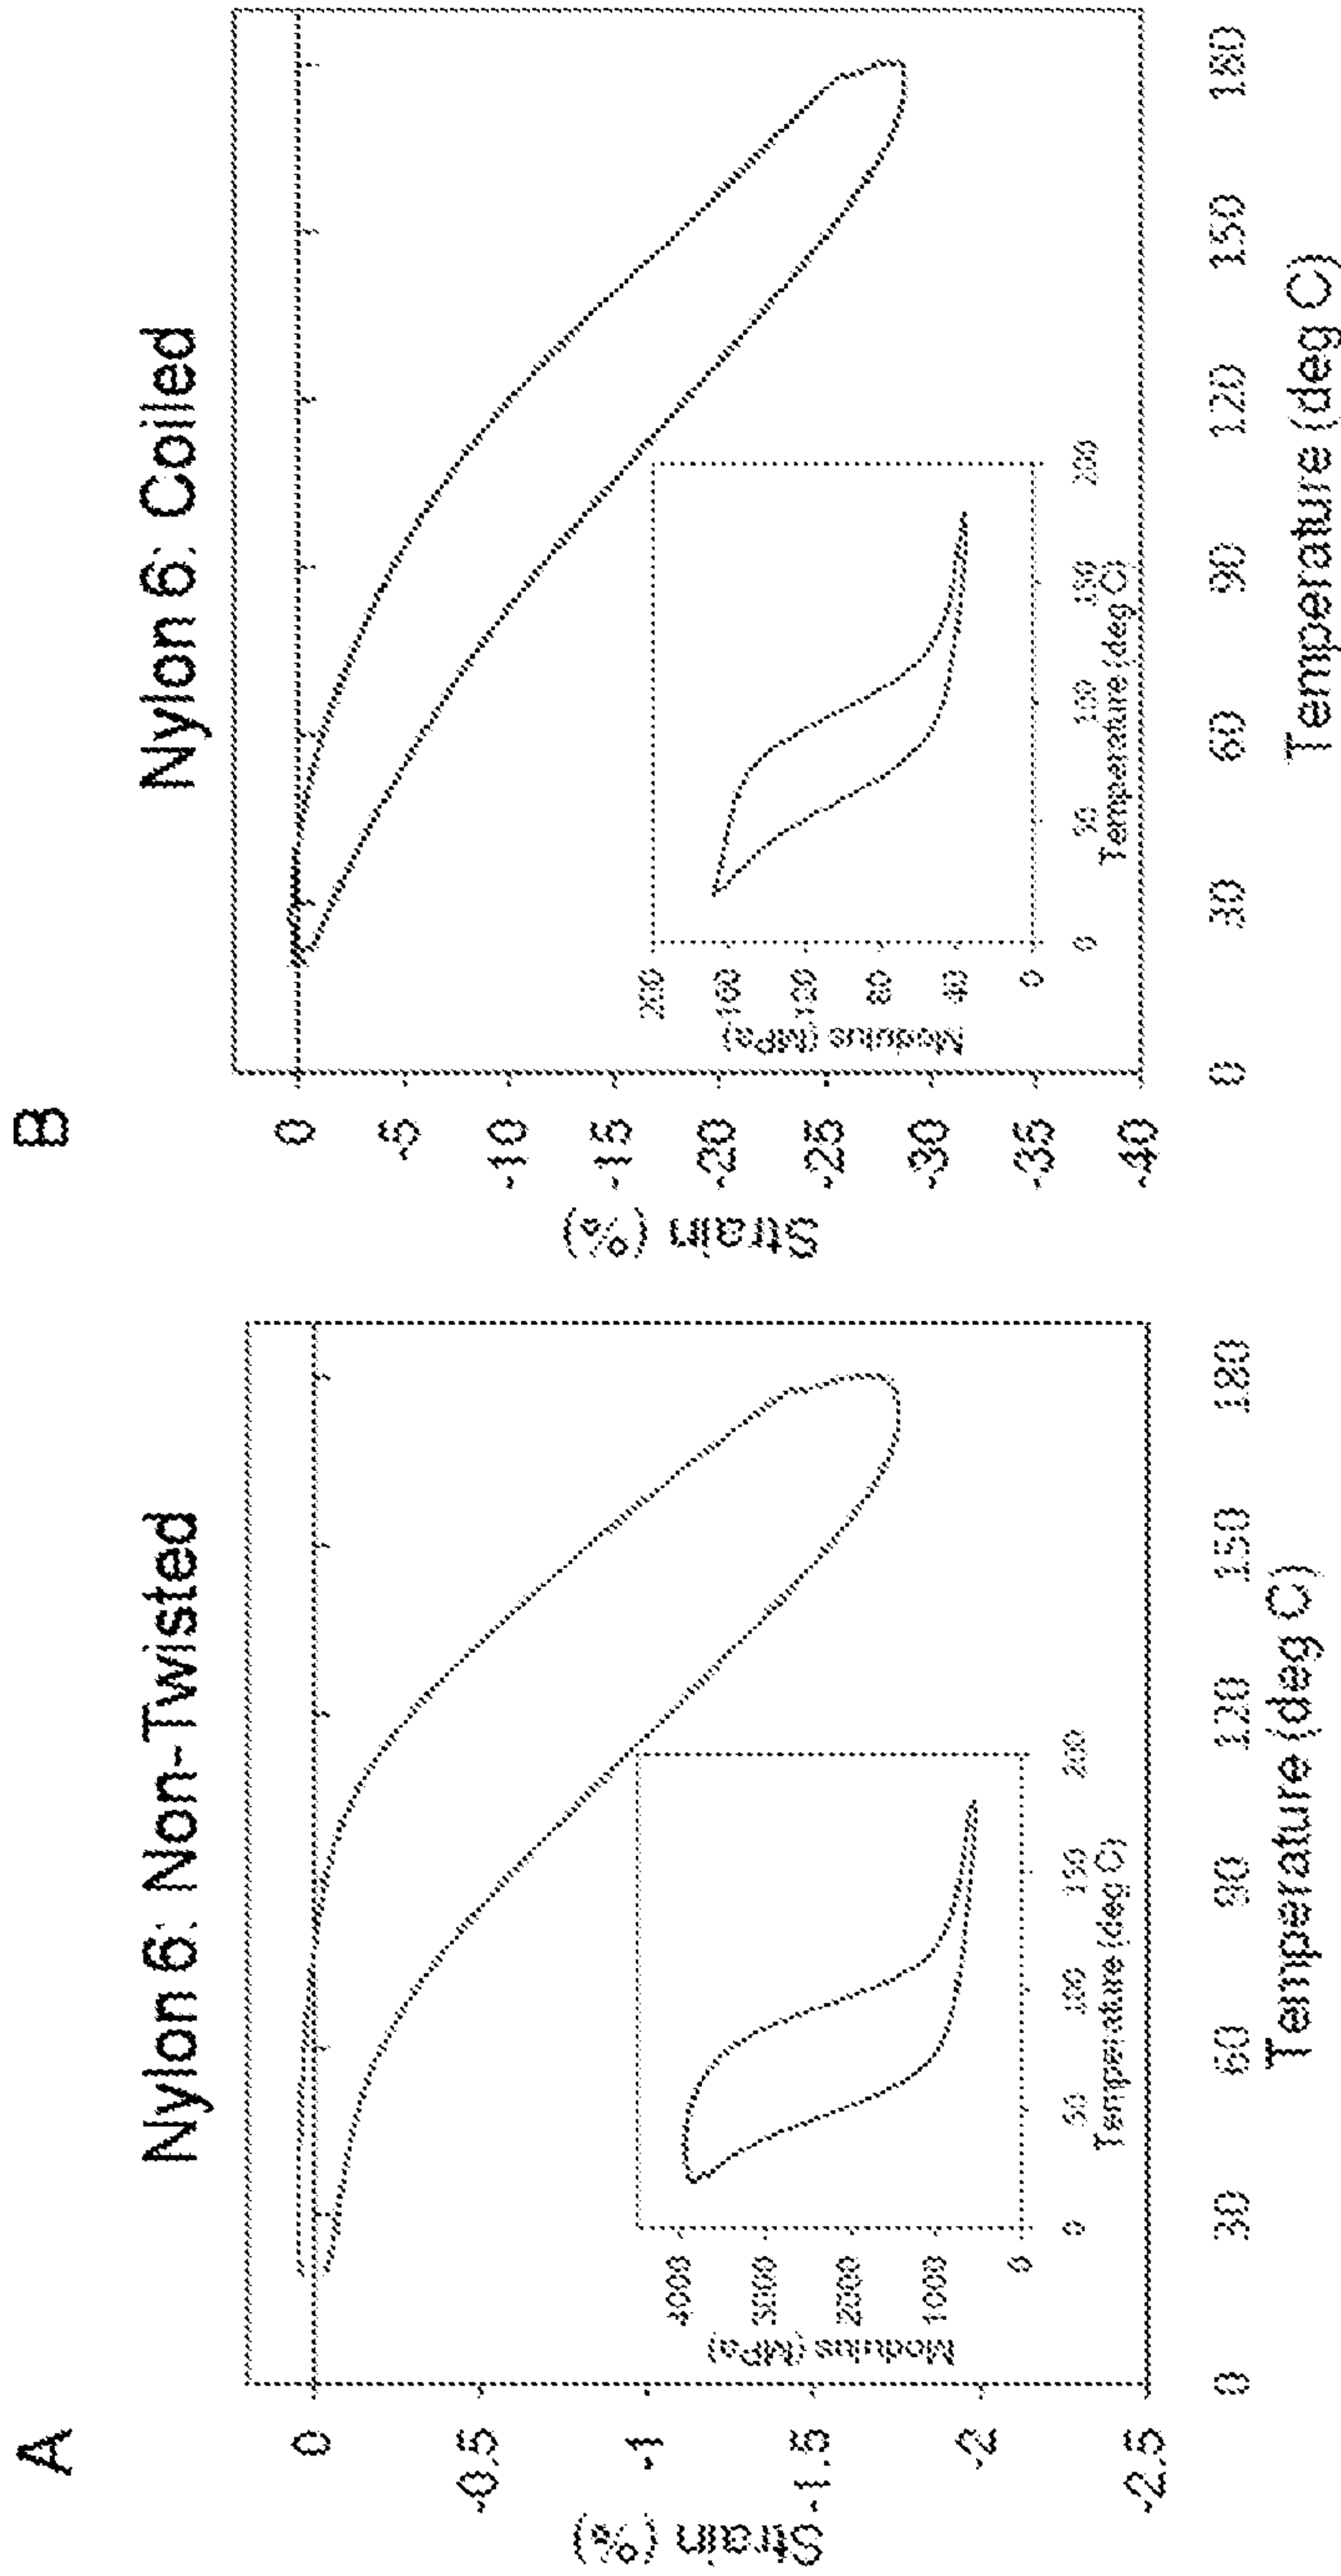 A
Nylon 6: Non-Twisted
Strain (%)
0
-0.5
-1
-1.5
-2
-2.5
Modulus (MPa)
4000
3000
2000
1000
0
0 50 100 150 200
Temperature (deg C)
0 30 60 90 120 150 180
Temperature (deg C)
B
Nylon 6: Coiled
Strain (%)
0
-5
-10
-15
-20
-25
-30
-35
-40
Modulus (MPa)
200
160
120
80
40
0
0 50 100 150 200
Temperature (deg C)
0 30 60 90 120 150 180
Temperature (deg C)